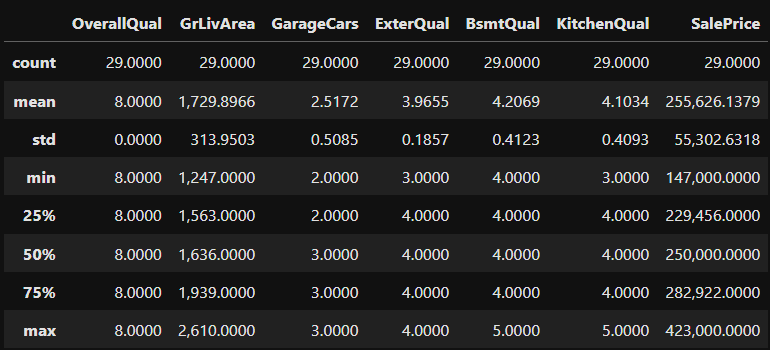 OverallQual GrLivArea GarageCars ExterQual BsmtQual KitchenQual SalePrice
count 29.0000 29.0000 29.0000 29.0000 29.0000 29.0000 29.0000
mean 8.0000 1,729.8966 2.5172 3.9655 4.2069 4.1034 255,626.1379
std 0.0000 313.9503 0.5085 0.1857 0.4123 0.4093 55,302.6318
min 8.0000 1,247.0000 2.0000 3.0000 4.0000 3.0000 147,000.0000
25% 8.0000 1,563.0000 2.0000 4.0000 4.0000 4.0000 229,456.0000
50% 8.0000 1,636.0000 3.0000 4.0000 4.0000 4.0000 250,000.0000
75% 8.0000 1,939.0000 3.0000 4.0000 4.0000 4.0000 282,922.0000
max 8.0000 2,610.0000 3.0000 4.0000 5.0000 5.0000 423,000.0000